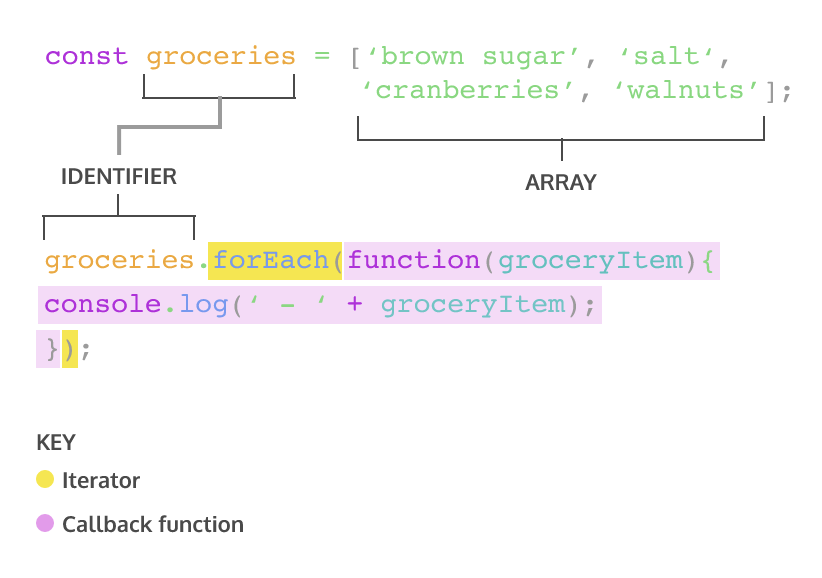 const groceries = [‘brown sugar’, ‘salt‘,
‘cranberries’, ‘walnuts’];
IDENTIFIER
ARRAY
groceries.forEach(function(groceryItem){
console.log(‘ – ‘ + groceryItem);
});
KEY
Iterator
Callback function